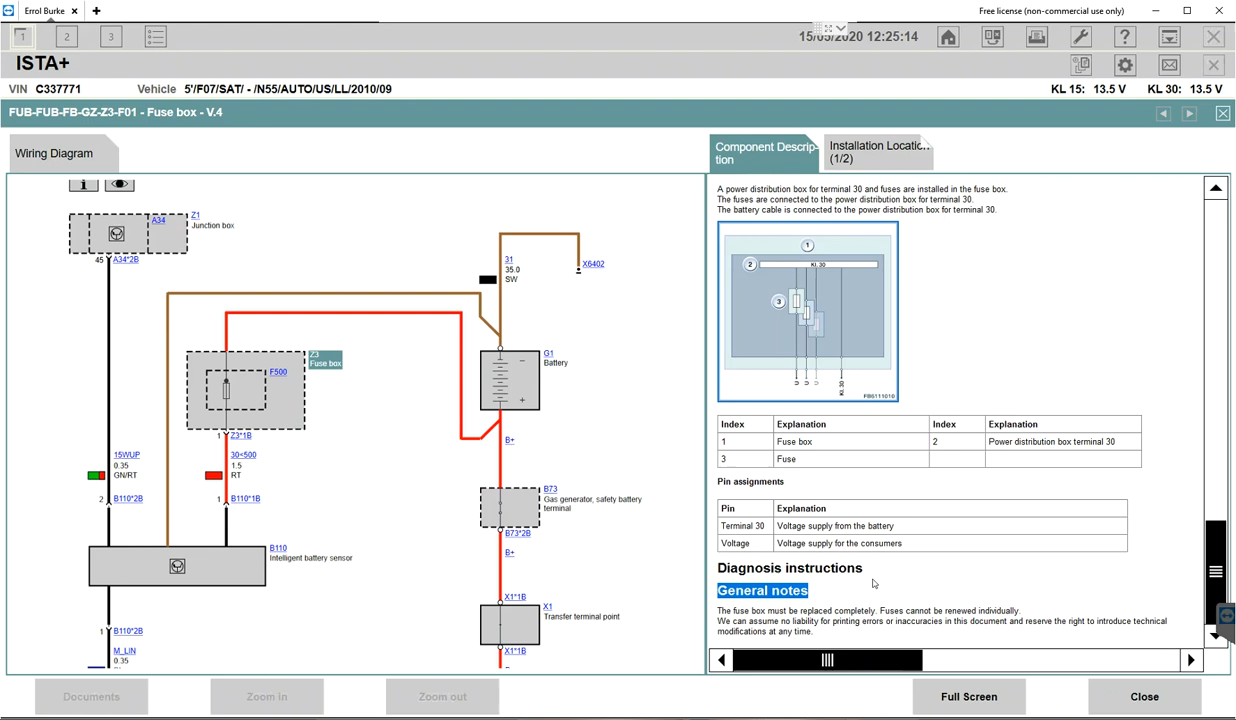 Errol Burke
Free license (non-commercial use only)
1
2
3
15/05/2020 12:25:14
ISTA+
VIN C337771 Vehicle 5'/F07/SAT/ - /N55/AUTO/US/LL/2010/09 KL 15: 13.5 V KL 30: 13.5 V
FUB-FUB-FB-GZ-Z3-F01 - Fuse box - V.4
Wiring Diagram
Z1
A34
Junction box
45 A34*2B
31
35.0
SW
X6402
Z3
Fuse box
F500
G1
Battery
1 Z3*1B
B+
15WUP
0.35
GN/RT
30<500
1.5
RT
2 B110*2B
1 B110*1B
B73
Gas generator, safety battery
terminal
B73*2B
B+
B110
Intelligent battery sensor
X1*1B
X1
Transfer terminal point
1 B110*2B
X1*1B
M_LIN
0.35
Component Descrip-
tion
Installation Locatic..
(1/2)
A power distribution box for terminal 30 and fuses are installed in the fuse box.
The fuses are connected to the power distribution box for terminal 30.
The battery cable is connected to the power distribution box for terminal 30.
1
2
KL 30
3
U
U
U
KL 30
FB6111010
Index Explanation Index Explanation
1 Fuse box 2 Power distribution box terminal 30
3 Fuse
Pin assignments
Pin Explanation
Terminal 30 Voltage supply from the battery
Voltage Voltage supply for the consumers
Diagnosis instructions
General notes
The fuse box must be replaced completely. Fuses cannot be renewed individually.
We can assume no liability for printing errors or inaccuracies in this document and reserve the right to introduce technical
modifications at any time.
Documents
Zoom in
Zoom out
Full Screen
Close